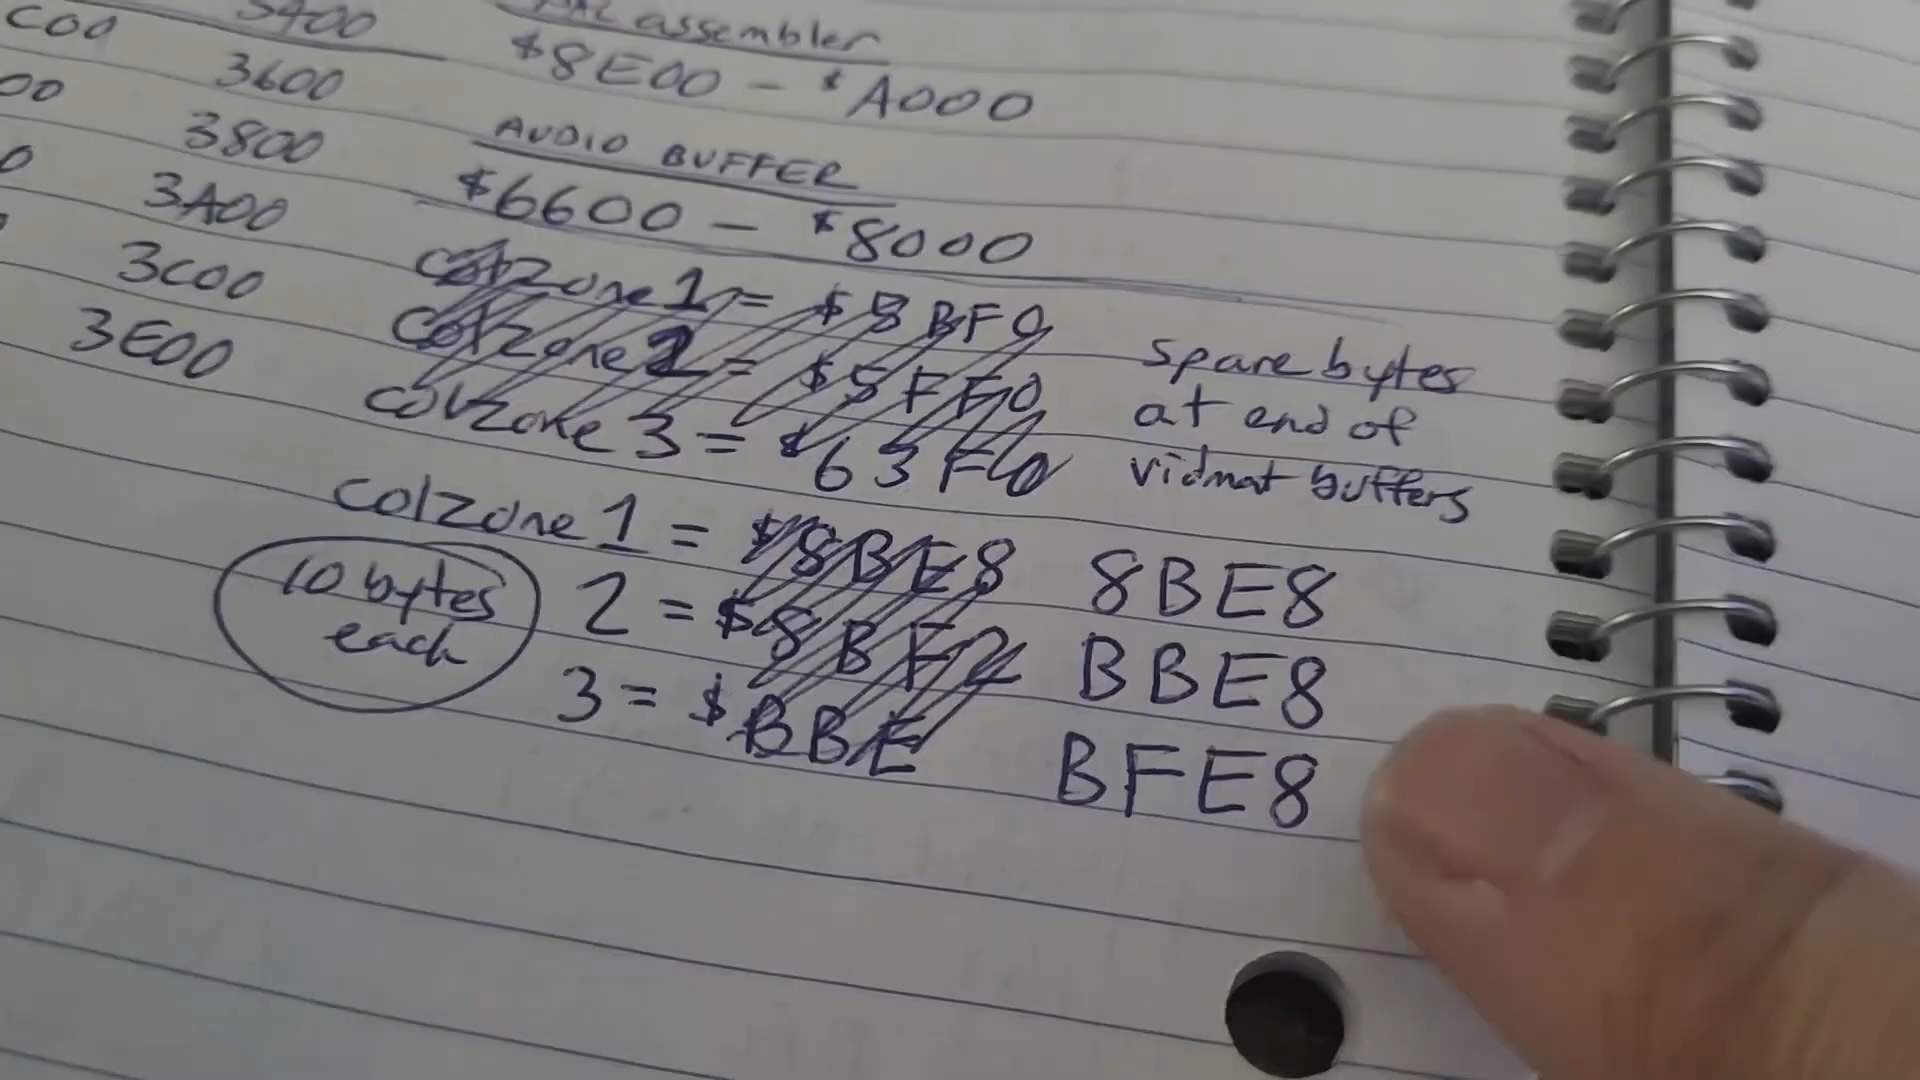 C00 3400
assembler
3600 $8E00 - $A000
00 3800 AUDIO BUFFER
0 3A00 $6600 - $8000
3C00 colzone 1 = $8BF0
3E00 colzone 2 = $5FF0 spare bytes
colzone 3 = $63F0 at end of
vidmat buffers
colzone 1 = $8BE8 8BE8
10 bytes 2 = $8BF2 BBE8
each 3 = $BBE BFE8